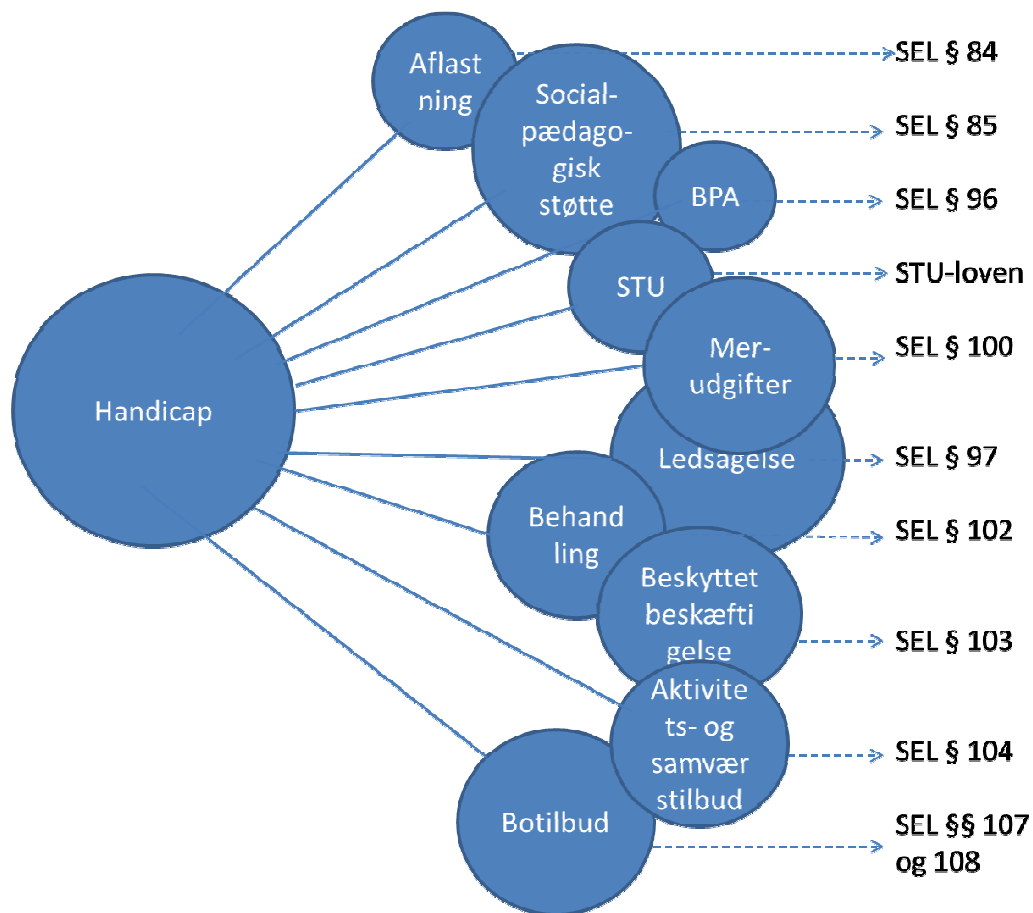 Aflast
ning
SEL § 84
Social-
pædago-
gisk
støtte
SEL § 85
BPA
SEL § 96
STU
STU-loven
Mer-
udgifter
SEL § 100
Handicap
Ledsagelse
SEL § 97
Behand
ling
SEL § 102
Beskyttet
beskæfti
gelse
SEL § 103
Aktivite
ts- og
samvær
stilbud
SEL § 104
Botilbud
SEL §§ 107
og 108